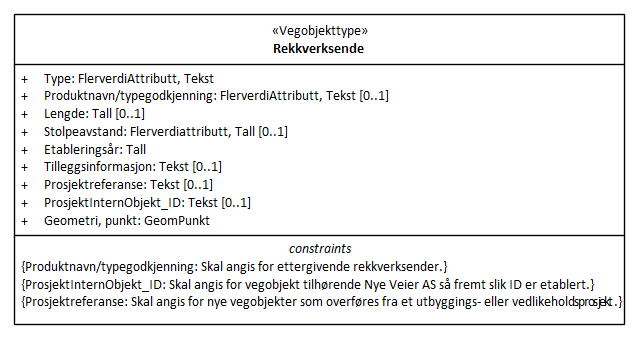 «Vegobjekttype»
Rekkverksende
+ Type: FlerverdiAttributt, Tekst
+ Produktnavn/typegodkjenning: FlerverdiAttributt, Tekst [0..1]
+ Lengde: Tall [0..1]
+ Stolpeavstand: Flerverdiattributt, Tall [0..1]
+ Etableringsår: Tall
+ Tilleggsinformasjon: Tekst [0..1]
+ Prosjektreferanse: Tekst [0..1]
+ ProsjektInternObjekt_ID: Tekst [0..1]
+ Geometri, punkt: GeomPunkt
constraints
{Produktnavn/typegodkjenning: Skal angis for ettergivende rekkverksender.}
{ProsjektInternObjekt_ID: Skal angis for vegobjekt tilhørende Nye Veier AS så fremt slik ID er etablert.}
{Prosjektreferanse: Skal angis for nye vegobjekter som overføres fra et utbyggings- eller vedlikeholdsprosjekt.}